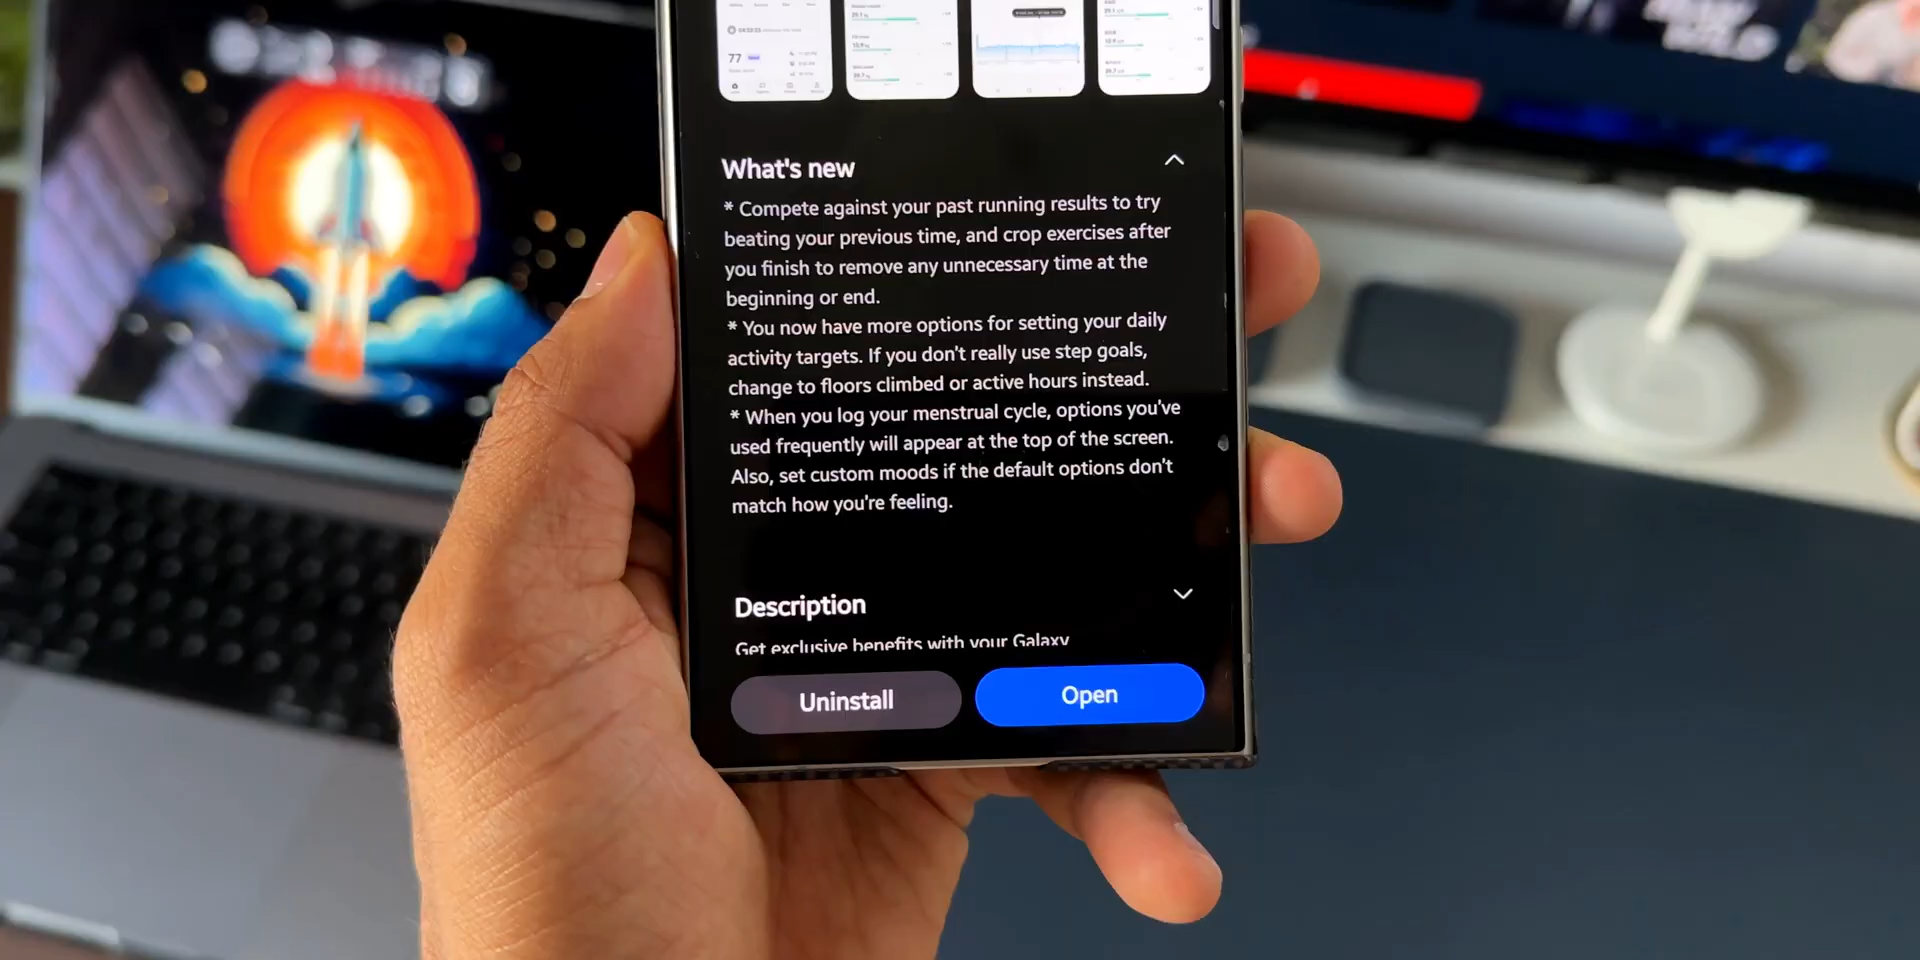 77
What's new
* Compete against your past running results to try
beating your previous time, and crop exercises after
you finish to remove any unnecessary time at the
beginning or end.
* You now have more options for setting your daily
activity targets. If you don't really use step goals,
change to floors climbed or active hours instead.
* When you log your menstrual cycle, options you've
used frequently will appear at the top of the screen.
Also, set custom moods if the default options don't
match how you're feeling.
Description
Get exclusive benefits with your Galaxy
Uninstall
Open